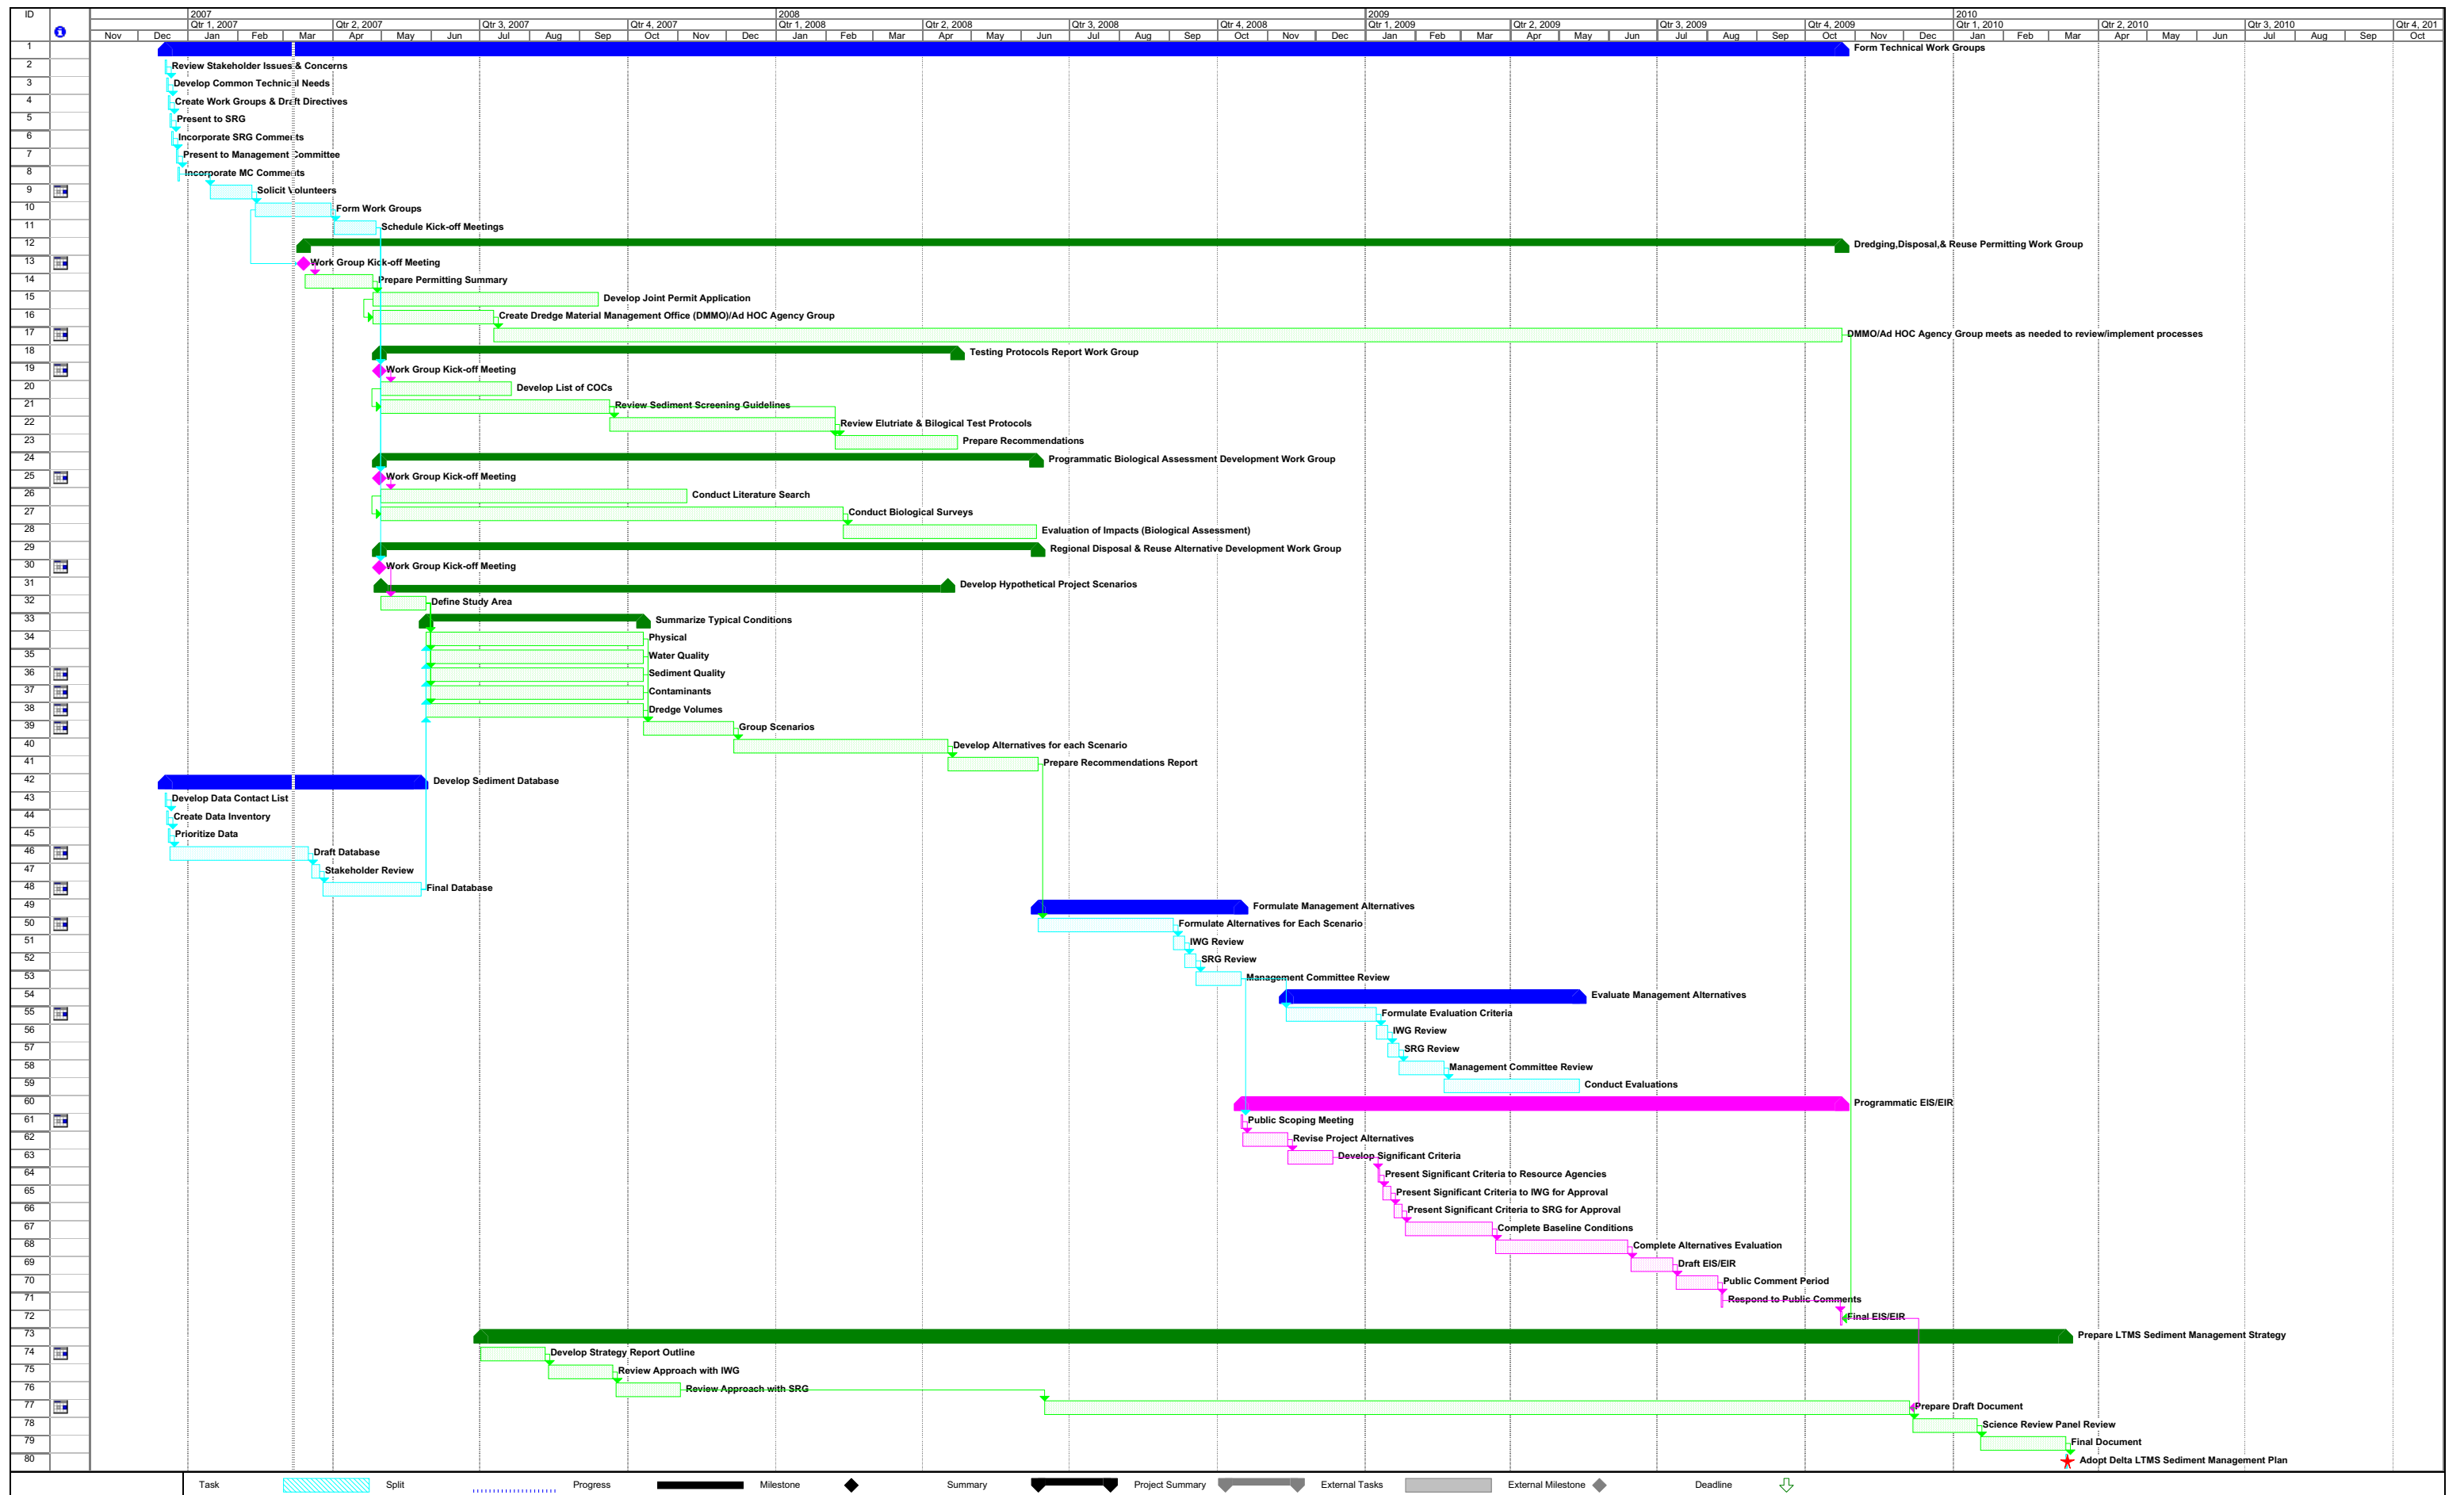 ID
2007 2008 2009 2010
Qtr 1, 2007 Qtr 2, 2007 Qtr 3, 2007 Qtr 4, 2007 Qtr 1, 2008 Qtr 2, 2008 Qtr 3, 2008 Qtr 4, 2008 Qtr 1, 2009 Qtr 2, 2009 Qtr 3, 2009 Qtr 4, 2009 Qtr 1, 2010 Qtr 2, 2010 Qtr 3, 2010 Qtr 4, 201
Nov Dec Jan Feb Mar Apr May Jun Jul Aug Sep Oct Nov Dec Jan Feb Mar Apr May Jun Jul Aug Sep Oct Nov Dec Jan Feb Mar Apr May Jun Jul Aug Sep Oct Nov Dec Jan Feb Mar Apr May Jun Jul Aug Sep Oct
1 Form Technical Work Groups
2 Review Stakeholder Issues & Concerns
3 Develop Common Technical Needs
4 Create Work Groups & Draft Directives
5 Present to SRG
6 Incorporate SRG Comments
7 Present to Management Committee
8 Incorporate MC Comments
9 Solicit Volunteers
10 Form Work Groups
11 Schedule Kick-off Meetings
12 Dredging,Disposal,& Reuse Permitting Work Group
13 Work Group Kick-off Meeting
14 Prepare Permitting Summary
15 Develop Joint Permit Application
16 Create Dredge Material Management Office (DMMO)/Ad HOC Agency Group
17 DMMO/Ad HOC Agency Group meets as needed to review/implement processes
18 Testing Protocols Report Work Group
19 Work Group Kick-off Meeting
20 Develop List of COCs
21 Review Sediment Screening Guidelines
22 Review Elutriate & Bilogical Test Protocols
23 Prepare Recommendations
24 Programmatic Biological Assessment Development Work Group
25 Work Group Kick-off Meeting
26 Conduct Literature Search
27 Conduct Biological Surveys
28 Evaluation of Impacts (Biological Assessment)
29 Regional Disposal & Reuse Alternative Development Work Group
30 Work Group Kick-off Meeting
31 Develop Hypothetical Project Scenarios
32 Define Study Area
33 Summarize Typical Conditions
34 Physical
35 Water Quality
36 Sediment Quality
37 Contaminants
38 Dredge Volumes
39 Group Scenarios
40 Develop Alternatives for each Scenario
41 Prepare Recommendations Report
42 Develop Sediment Database
43 Develop Data Contact List
44 Create Data Inventory
45 Prioritize Data
46 Draft Database
47 Stakeholder Review
48 Final Database
49 Formulate Management Alternatives
50 Formulate Alternatives for Each Scenario
51 IWG Review
52 SRG Review
53 Management Committee Review
54 Evaluate Management Alternatives
55 Formulate Evaluation Criteria
56 IWG Review
57 SRG Review
58 Management Committee Review
59 Conduct Evaluations
60 Programmatic EIS/EIR
61 Public Scoping Meeting
62 Revise Project Alternatives
63 Develop Significant Criteria
64 Present Significant Criteria to Resource Agencies
65 Present Significant Criteria to IWG for Approval
66 Present Significant Criteria to SRG for Approval
67 Complete Baseline Conditions
68 Complete Alternatives Evaluation
69 Draft EIS/EIR
70 Public Comment Period
71 Respond to Public Comments
72 Final EIS/EIR
73 Prepare LTMS Sediment Management Strategy
74 Develop Strategy Report Outline
75 Review Approach with IWG
76 Review Approach with SRG
77 Prepare Draft Document
78 Science Review Panel Review
79 Final Document
80 Adopt Delta LTMS Sediment Management Plan
Task Split Progress Milestone Summary Project Summary External Tasks External Milestone Deadline